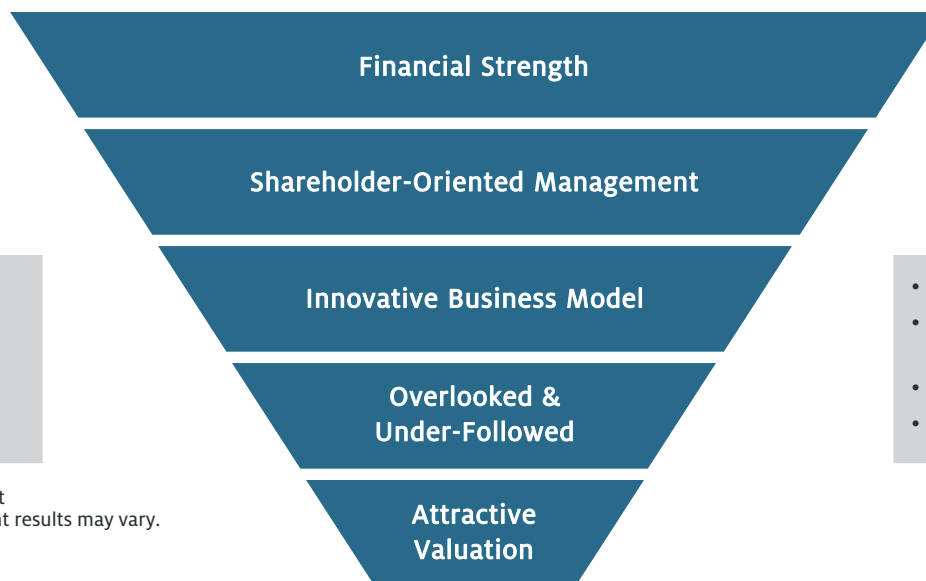 Financial Strength
Shareholder-Oriented Management
Innovative Business Model
Overlooked &
Under-Followed
Attractive
Valuation
results may vary.